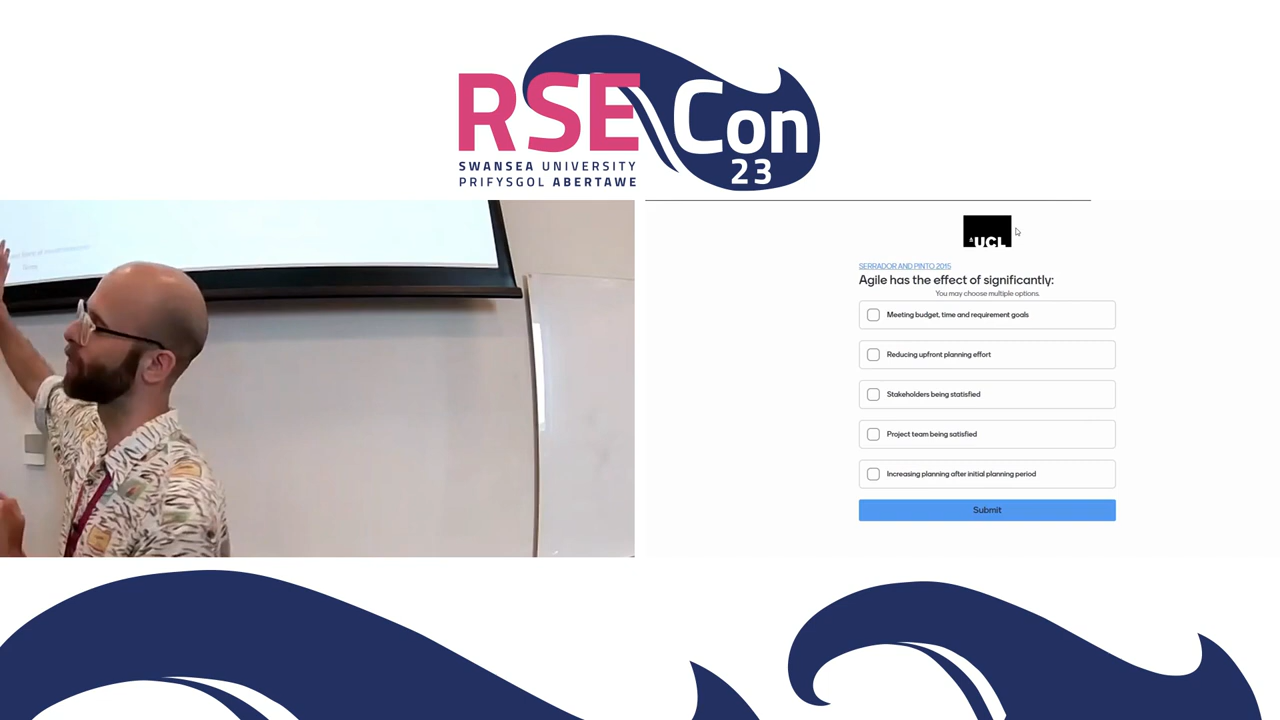 RSE Con
23
SWANSEA UNIVERSITY
PRIFYSGOL ABERTAWE
UCL
SERRADOR AND PINTO 2015
Agile has the effect of significantly:
You may choose multiple options.
Meeting budget, time and requirement goals
Reducing upfront planning effort
Stakeholders being statisfied
Project team being satisfied
Increasing planning after initial planning period
Submit